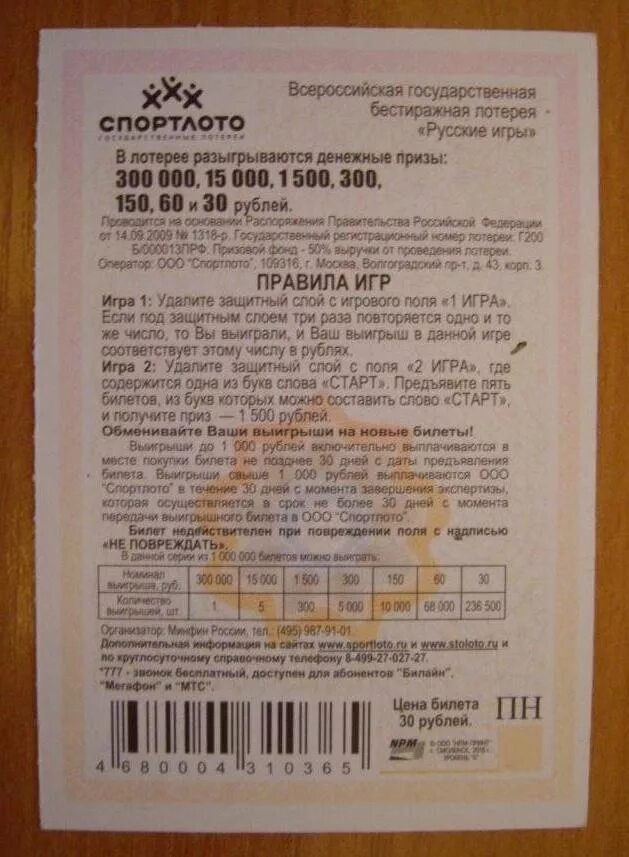 СПОРТЛОТО
ГОСУДАРСТВЕННЫЕ ЛОТЕРЕИ
Всероссийская государственная
бестиражная лотерея
«Русские игры»
В лотерее разыгрываются денежные призы:
300 000, 15 000, 1 500, 300,
150, 60 и 30 рублей.
Проводится на основании Распоряжения Правительства Российской Федерации
от 14.09.2009 № 1318-р. Государственный регистрационный номер лотереи: Г200
Б/000013ПРФ. Призовой фонд - 50% выручки от проведения лотереи.
Оператор: ООО "Спортлото", 109316, г. Москва, Волгоградский пр-т, д. 43, корп. 3.
ПРАВИЛА ИГР
Игра 1: Удалите защитный слой с игрового поля «1 ИГРА».
Если под защитным слоем три раза повторяется одно и то
же число, то Вы выиграли, и Ваш выигрыш в данной игре
соответствует этому числу в рублях.
Игра 2: Удалите защитный слой с поля «2 ИГРА», где
содержится одна из букв слова «СТАРТ». Предъявите пять
билетов, из букв которых можно составить слово «СТАРТ»,
и получите приз — 1 500 рублей.
Обменивайте Ваши выигрыши на новые билеты!
Выигрыши до 1 000 рублей включительно выплачиваются в
месте покупки билета не позднее 30 дней с даты предъявления
билета. Выигрыши свыше 1 000 рублей выплачиваются ООО
"Спортлото" в течение 30 дней с момента завершения экспертизы,
которая осуществляется в срок не более 30 дней с момента
передачи выигрышного билета в ООО "Спортлото".
Билет недействителен при повреждении поля с надписью
«НЕ ПОВРЕЖДАТЬ».
В данной серии из 1 000 000 билетов можно выиграть:
Номинал выигрыша, руб. 300 000 15 000 1 500 300 150 60 30
Количество выигрышей, шт. 1 5 300 5 000 10 000 68 000 236 500
Организатор: Минфин России, тел.: (495) 987-91-01.
Дополнительная информация на сайтах www.sportloto.ru и www.stoloto.ru и
по круглосуточному справочному телефону 8-499-27-027-27.
*777 - звонок бесплатный, доступен для абонентов "Билайн",
"Мегафон" и "МТС".
Цена билета
30 рублей.
ПН
4 680004 310365
NPM
© ООО "НПМ-ПРИНТ"